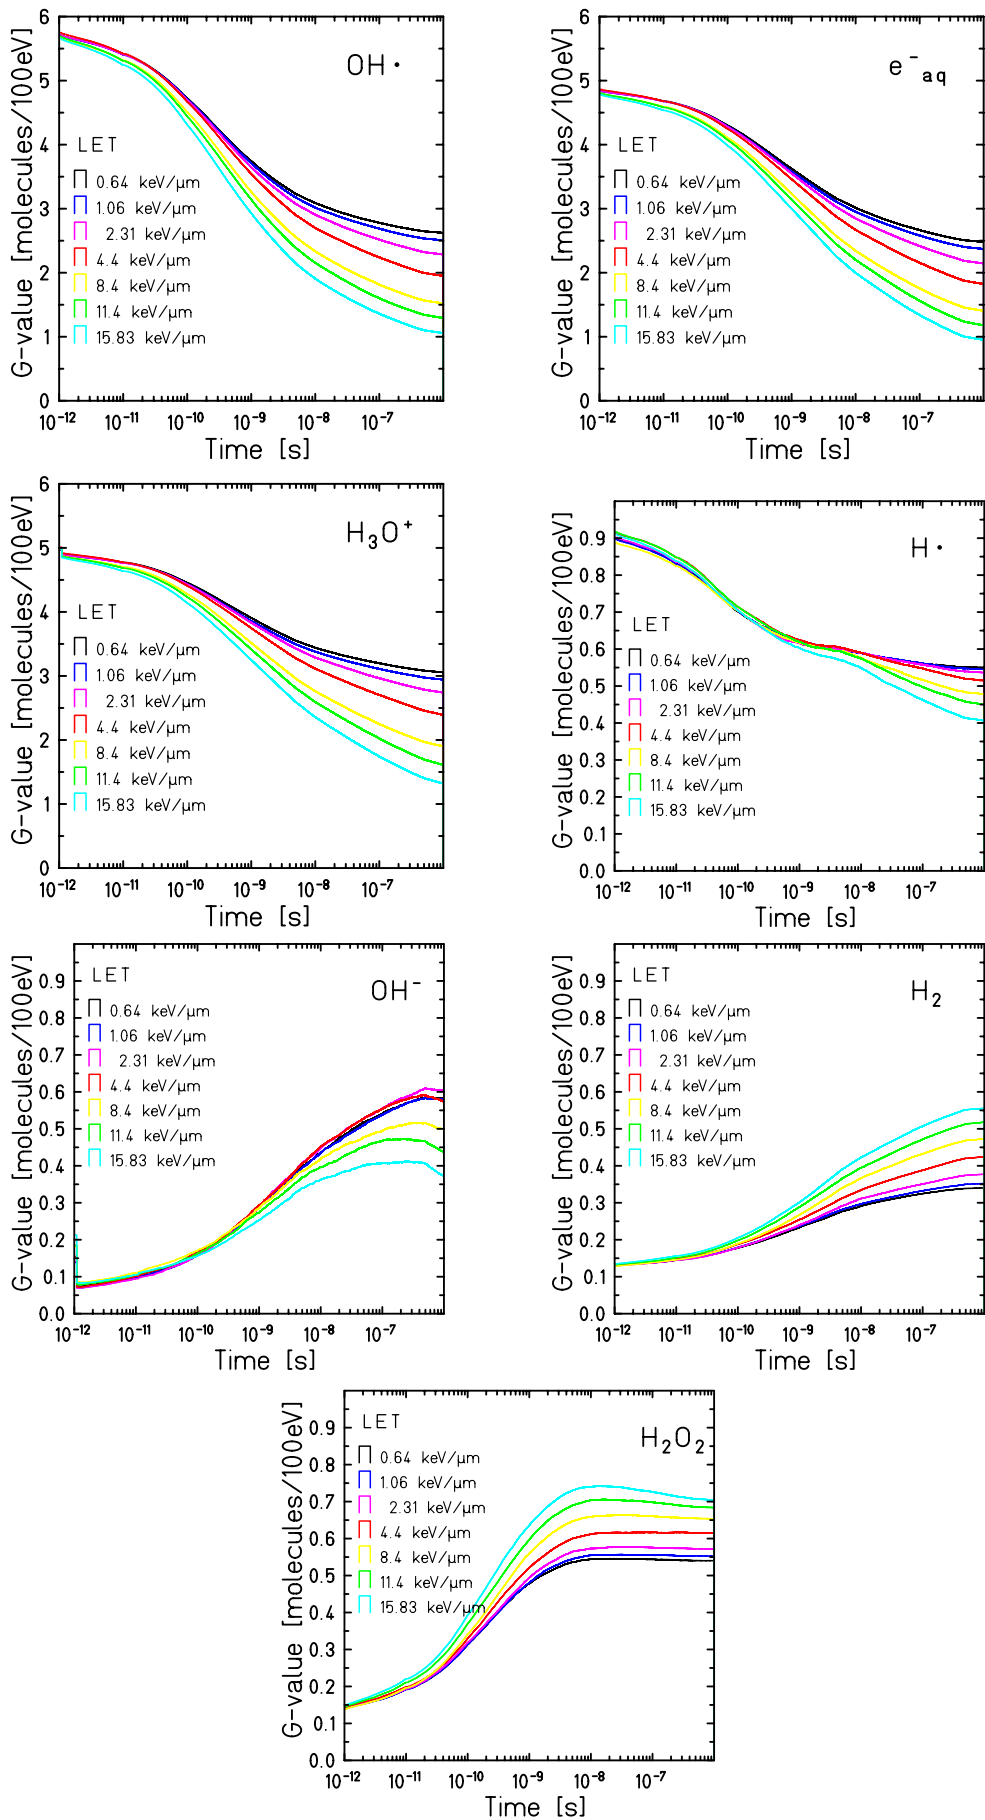 6
5
4
3
2
1
0
G-value [molecules/100eV]
OH•
LET
0.64 keV/μm
1.06 keV/μm
2.31 keV/μm
4.4 keV/μm
8.4 keV/μm
11.4 keV/μm
15.83 keV/μm
10⁻¹² 10⁻¹¹ 10⁻¹⁰ 10⁻⁹ 10⁻⁸ 10⁻⁷
Time [s]
6
5
4
3
2
1
0
G-value [molecules/100eV]
e⁻aq
LET
0.64 keV/μm
1.06 keV/μm
2.31 keV/μm
4.4 keV/μm
8.4 keV/μm
11.4 keV/μm
15.83 keV/μm
10⁻¹² 10⁻¹¹ 10⁻¹⁰ 10⁻⁹ 10⁻⁸ 10⁻⁷
Time [s]
6
5
4
3
2
1
0
G-value [molecules/100eV]
H₃O⁺
LET
0.64 keV/μm
1.06 keV/μm
2.31 keV/μm
4.4 keV/μm
8.4 keV/μm
11.4 keV/μm
15.83 keV/μm
10⁻¹² 10⁻¹¹ 10⁻¹⁰ 10⁻⁹ 10⁻⁸ 10⁻⁷
Time [s]
0.9
0.8
0.7
0.6
0.5
0.4
0.3
0.2
0.1
0.0
G-value [molecules/100eV]
H•
LET
0.64 keV/μm
1.06 keV/μm
2.31 keV/μm
4.4 keV/μm
8.4 keV/μm
11.4 keV/μm
15.83 keV/μm
10⁻¹² 10⁻¹¹ 10⁻¹⁰ 10⁻⁹ 10⁻⁸ 10⁻⁷
Time [s]
0.9
0.8
0.7
0.6
0.5
0.4
0.3
0.2
0.1
0.0
G-value [molecules/100eV]
OH⁻
LET
0.64 keV/μm
1.06 keV/μm
2.31 keV/μm
4.4 keV/μm
8.4 keV/μm
11.4 keV/μm
15.83 keV/μm
10⁻¹² 10⁻¹¹ 10⁻¹⁰ 10⁻⁹ 10⁻⁸ 10⁻⁷
Time [s]
0.9
0.8
0.7
0.6
0.5
0.4
0.3
0.2
0.1
0.0
G-value [molecules/100eV]
H₂
LET
0.64 keV/μm
1.06 keV/μm
2.31 keV/μm
4.4 keV/μm
8.4 keV/μm
11.4 keV/μm
15.83 keV/μm
10⁻¹² 10⁻¹¹ 10⁻¹⁰ 10⁻⁹ 10⁻⁸ 10⁻⁷
Time [s]
0.9
0.8
0.7
0.6
0.5
0.4
0.3
0.2
0.1
0.0
G-value [molecules/100eV]
H₂O₂
LET
0.64 keV/μm
1.06 keV/μm
2.31 keV/μm
4.4 keV/μm
8.4 keV/μm
11.4 keV/μm
15.83 keV/μm
10⁻¹² 10⁻¹¹ 10⁻¹⁰ 10⁻⁹ 10⁻⁸ 10⁻⁷
Time [s]